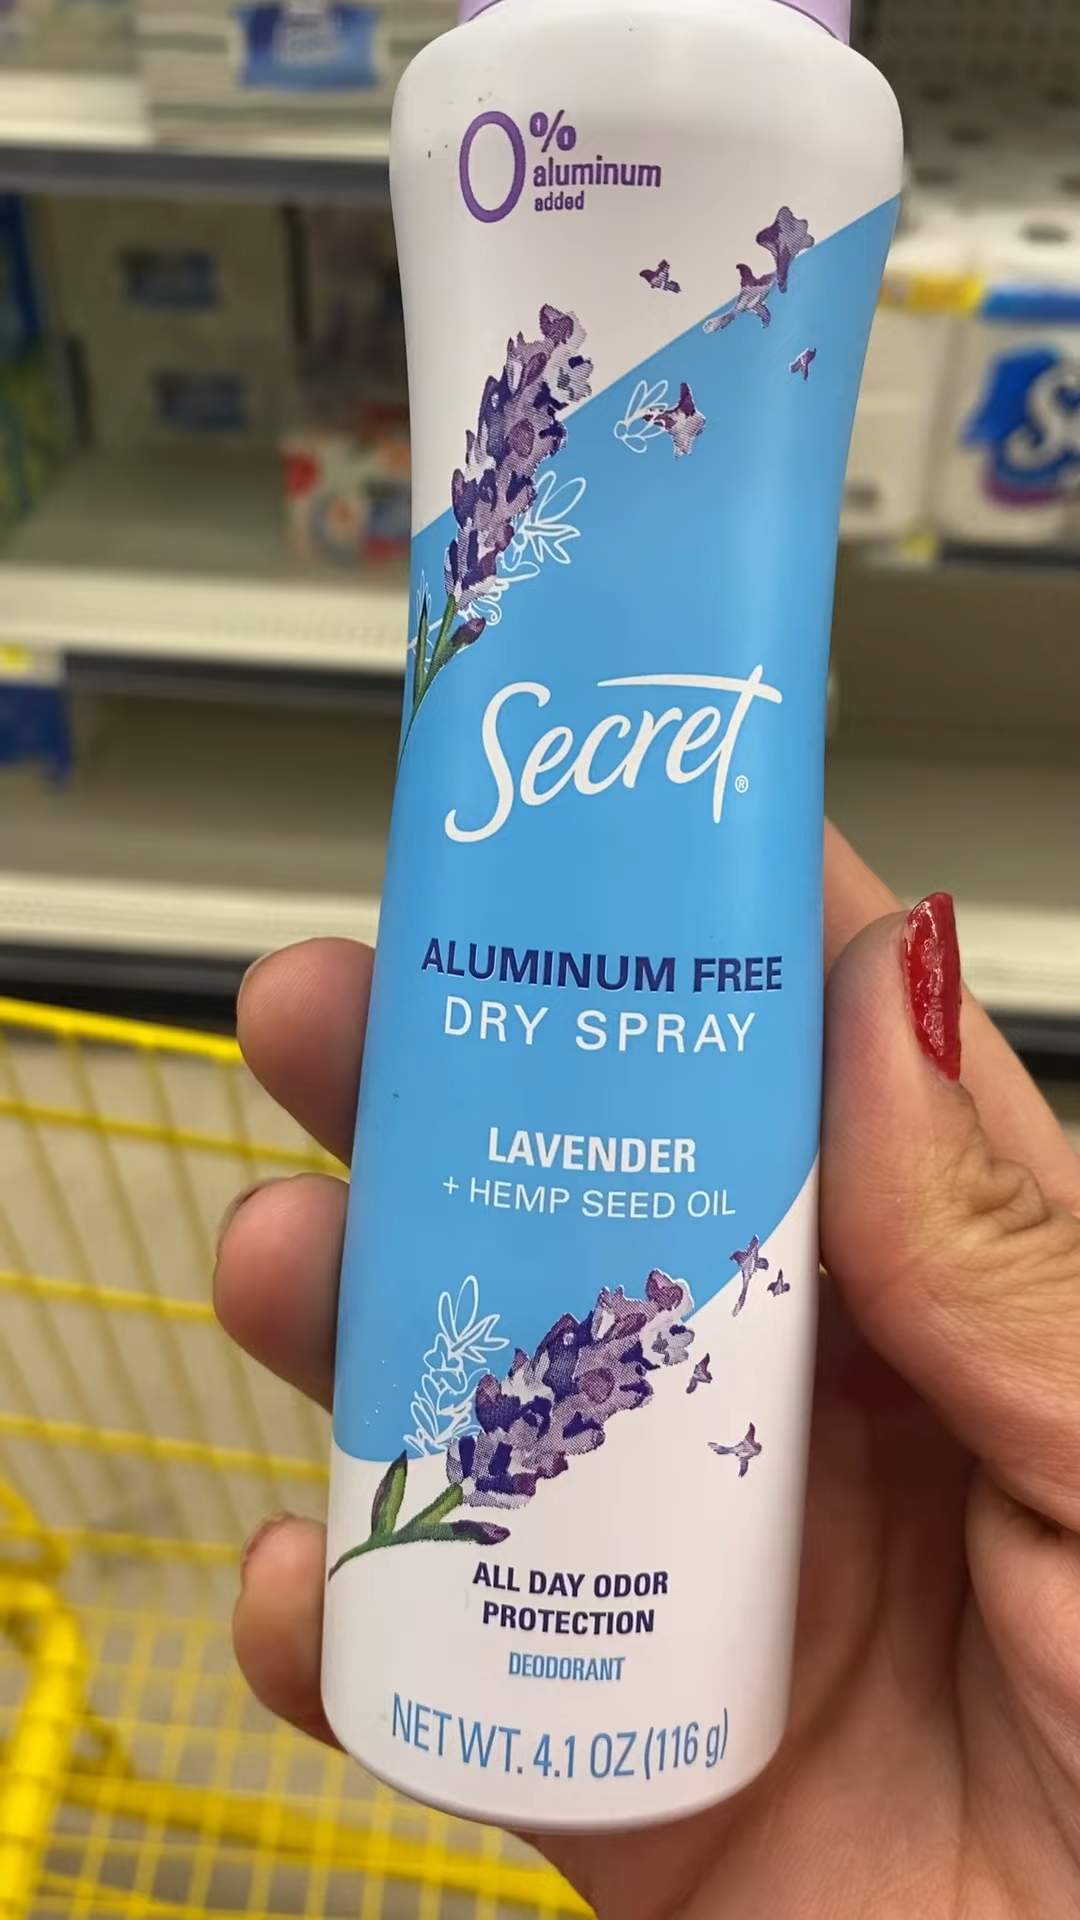 0%
aluminum
added
Secret®
ALUMINUM FREE
DRY SPRAY
LAVENDER
+ HEMP SEED OIL
ALL DAY ODOR
PROTECTION
DEODORANT
NET WT. 4.1 OZ (116 g)